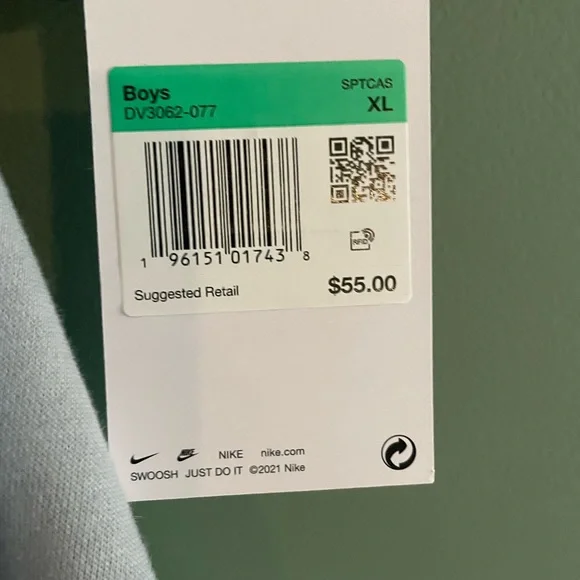 Boys
SPTCAS
DV3062-077
XL
RFID
1 96151 01743 8
Suggested Retail
$55.00
NIKE nike.com
SWOOSH JUST DO IT ©2021 Nike